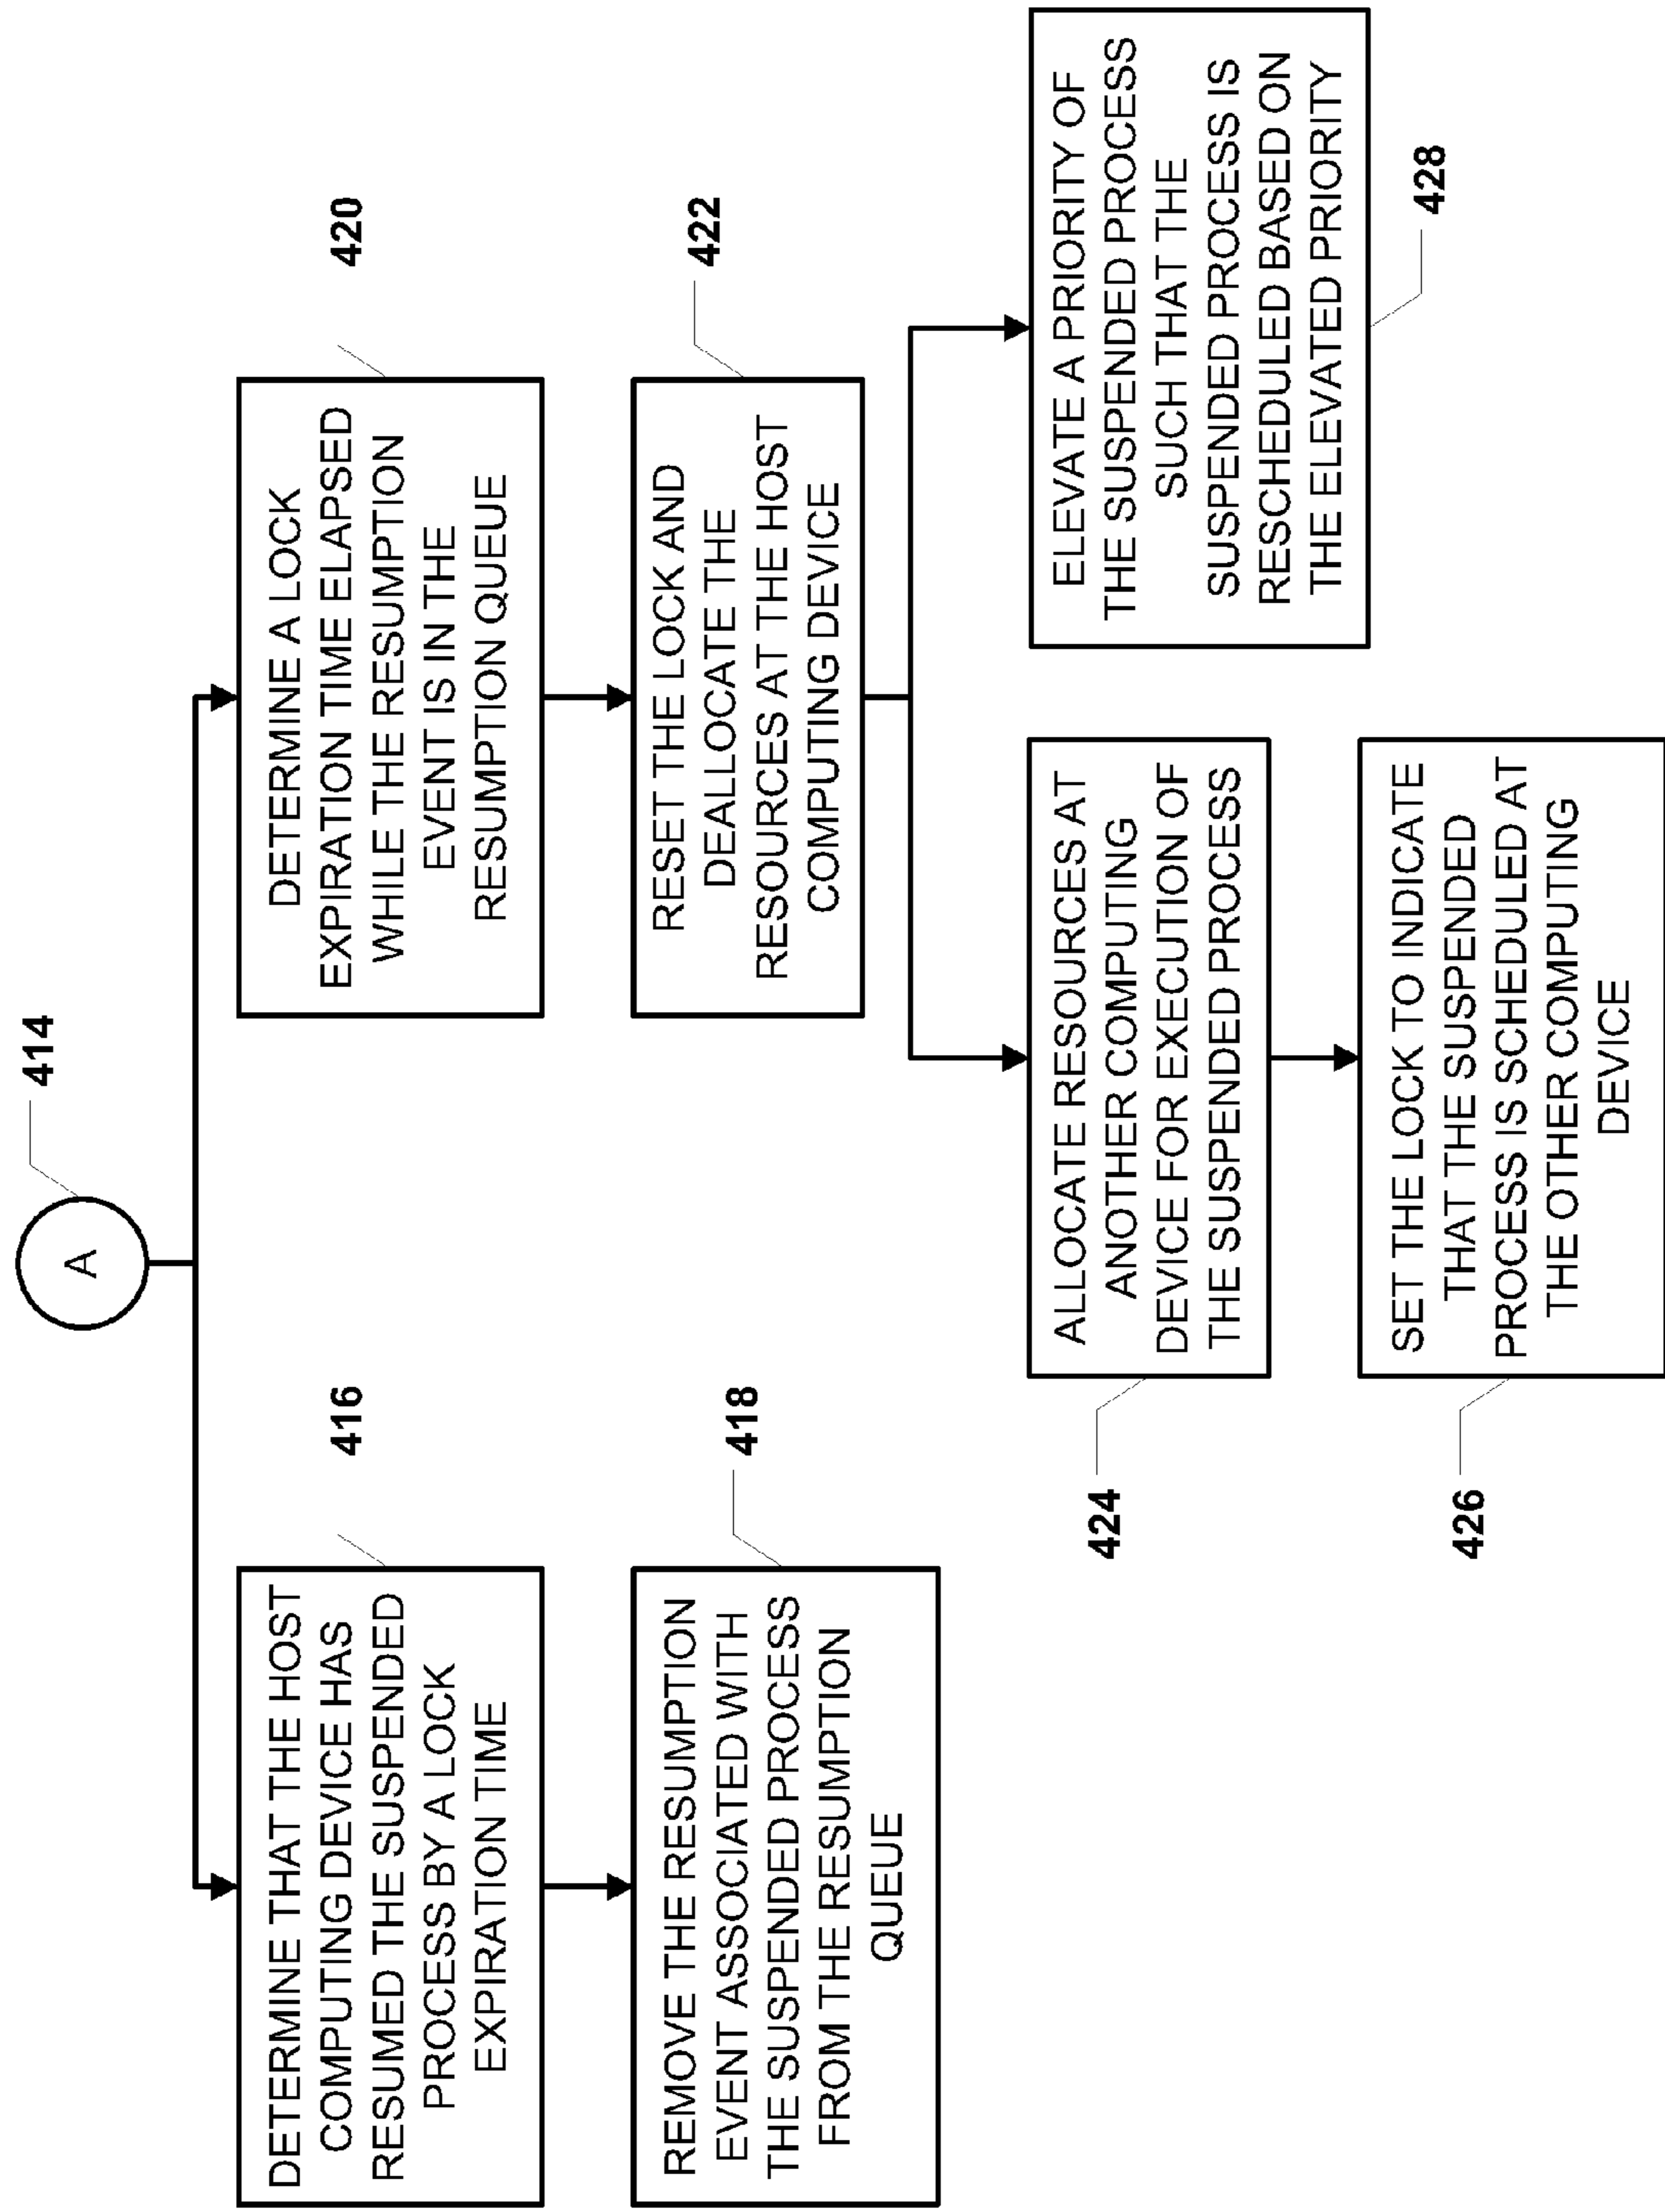 414
A
416
DETERMINE THAT THE HOST
COMPUTING DEVICE HAS
RESUMED THE SUSPENDED
PROCESS BY A LOCK
EXPIRATION TIME
418
REMOVE THE RESUMPTION
EVENT ASSOCIATED WITH
THE SUSPENDED PROCESS
FROM THE RESUMPTION
QUEUE
420
DETERMINE A LOCK
EXPIRATION TIME ELAPSED
WHILE THE RESUMPTION
EVENT IS IN THE
RESUMPTION QUEUE
422
RESET THE LOCK AND
DEALLOCATE THE
RESOURCES AT THE HOST
COMPUTING DEVICE
424
ALLOCATE RESOURCES AT
ANOTHER COMPUTING
DEVICE FOR EXECUTION OF
THE SUSPENDED PROCESS
426
SET THE LOCK TO INDICATE
THAT THE SUSPENDED
PROCESS IS SCHEDULED AT
THE OTHER COMPUTING
DEVICE
ELEVATE A PRIORITY OF
THE SUSPENDED PROCESS
SUCH THAT THE
SUSPENDED PROCESS IS
RESCHEDULED BASED ON
THE ELEVATED PRIORITY
428